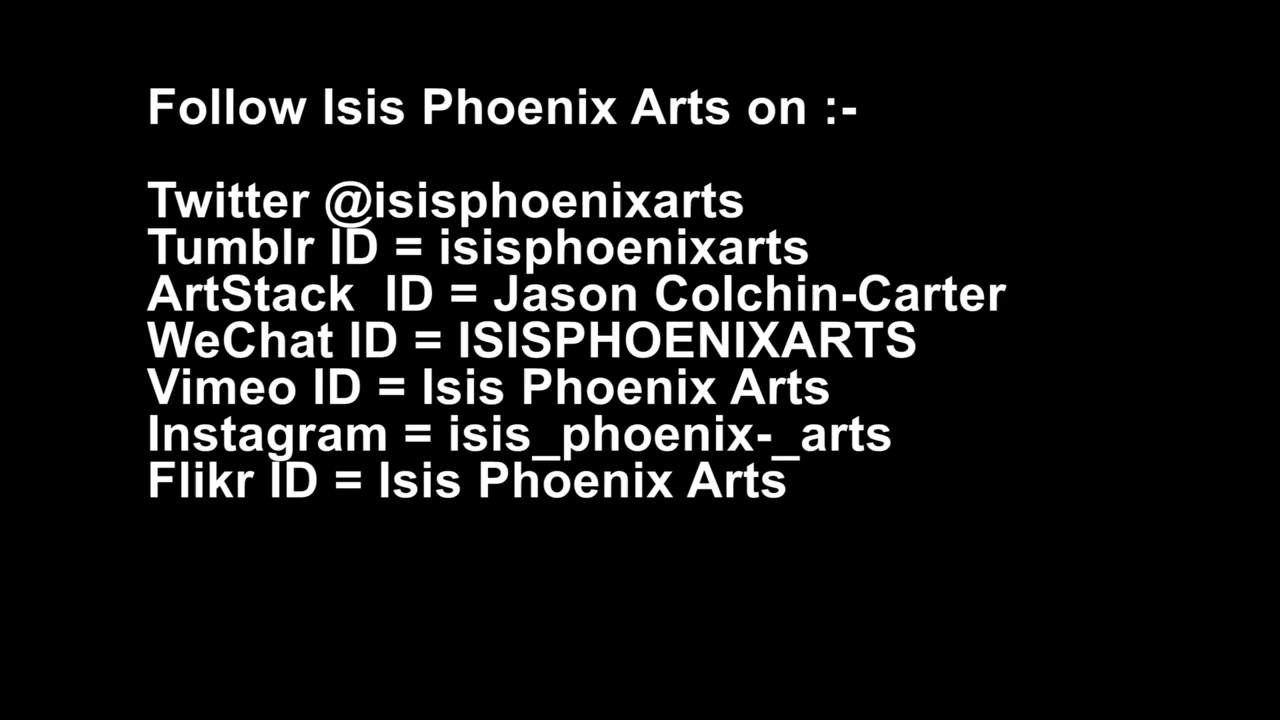 Follow Isis Phoenix Arts on :-
Twitter @isisphoenixarts
Tumblr ID = isisphoenixarts
ArtStack  ID = Jason Colchin-Carter
WeChat ID = ISISPHOENIXARTS
Vimeo ID = Isis Phoenix Arts
Instagram = isis_phoenix-_arts
Flikr ID = Isis Phoenix Arts